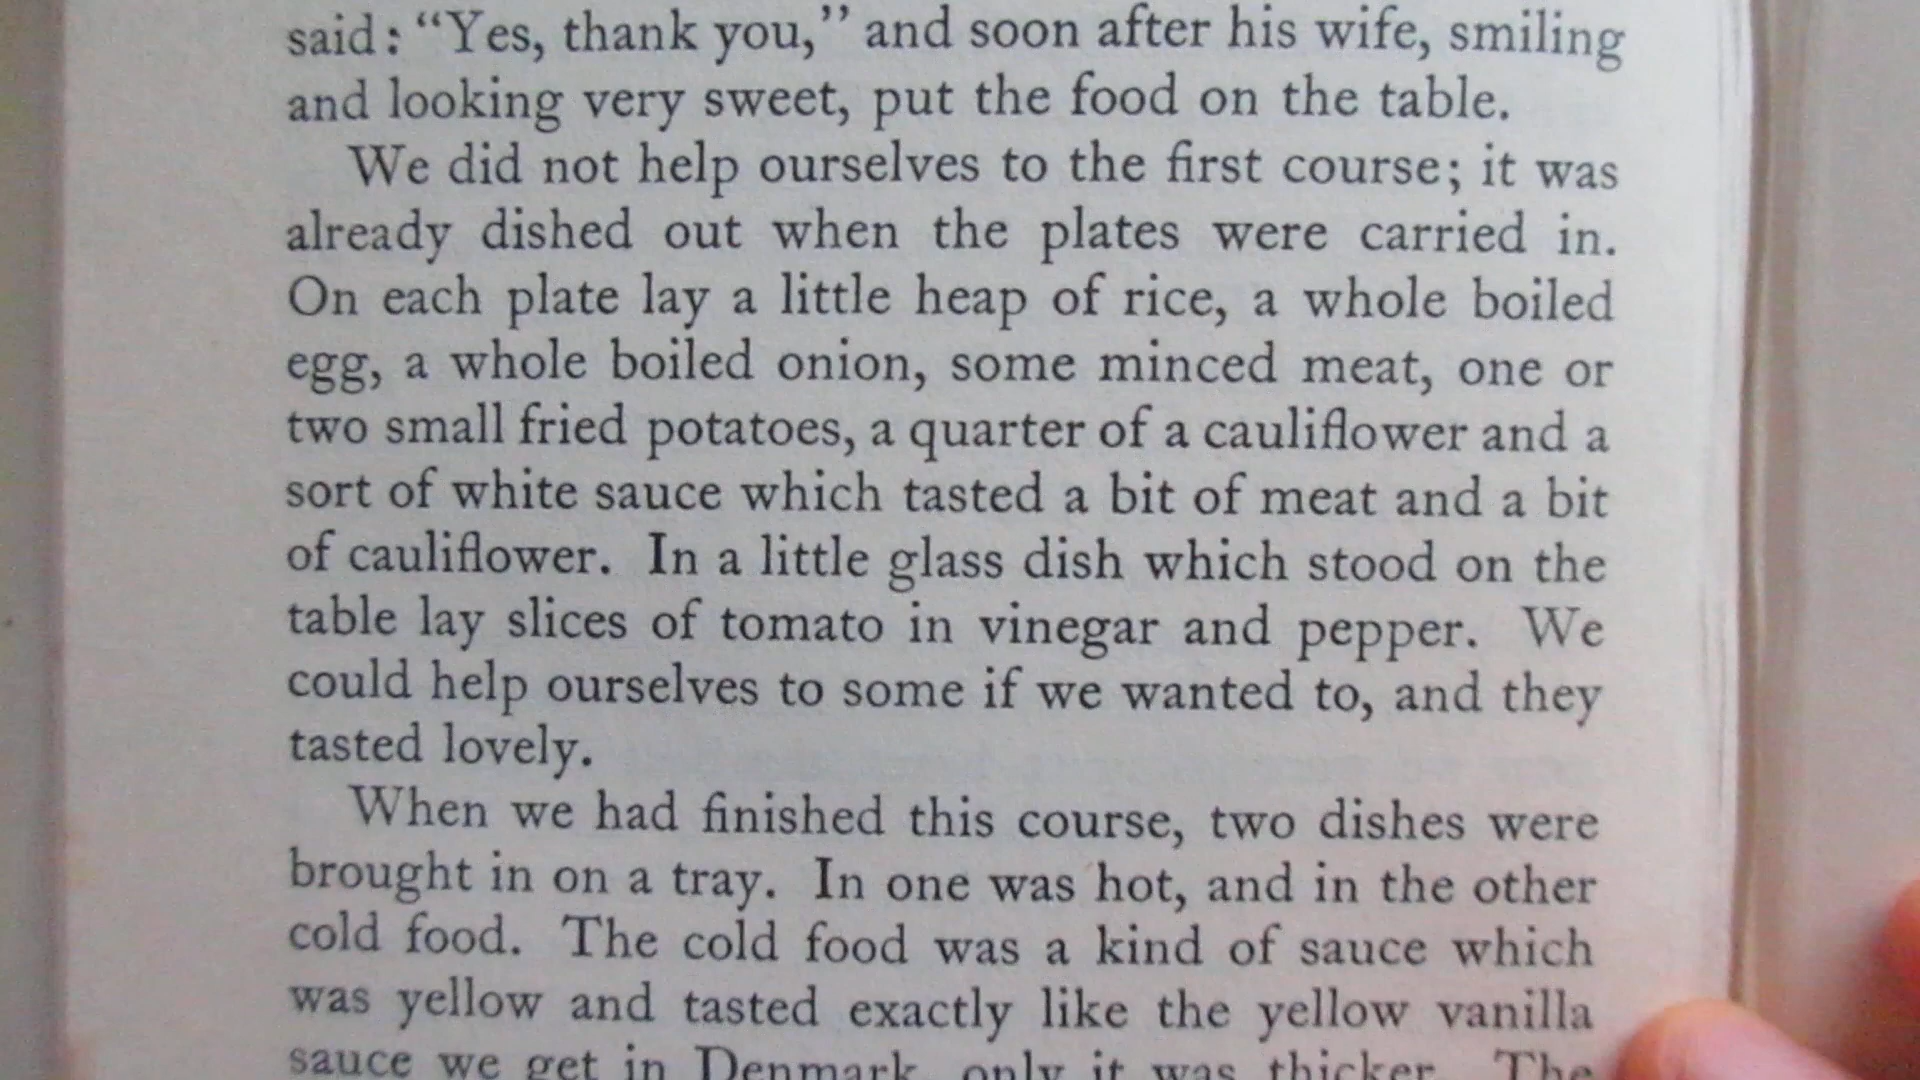 said: “Yes, thank you,” and soon after his wife, smiling
and looking very sweet, put the food on the table.
We did not help ourselves to the first course; it was
already dished out when the plates were carried in.
On each plate lay a little heap of rice, a whole boiled
egg, a whole boiled onion, some minced meat, one or
two small fried potatoes, a quarter of a cauliflower and a
sort of white sauce which tasted a bit of meat and a bit
of cauliflower. In a little glass dish which stood on the
table lay slices of tomato in vinegar and pepper. We
could help ourselves to some if we wanted to, and they
tasted lovely.
When we had finished this course, two dishes were
brought in on a tray. In one was hot, and in the other
cold food. The cold food was a kind of sauce which
was yellow and tasted exactly like the yellow vanilla
sauce we get in Denmark, only it was thicker. The